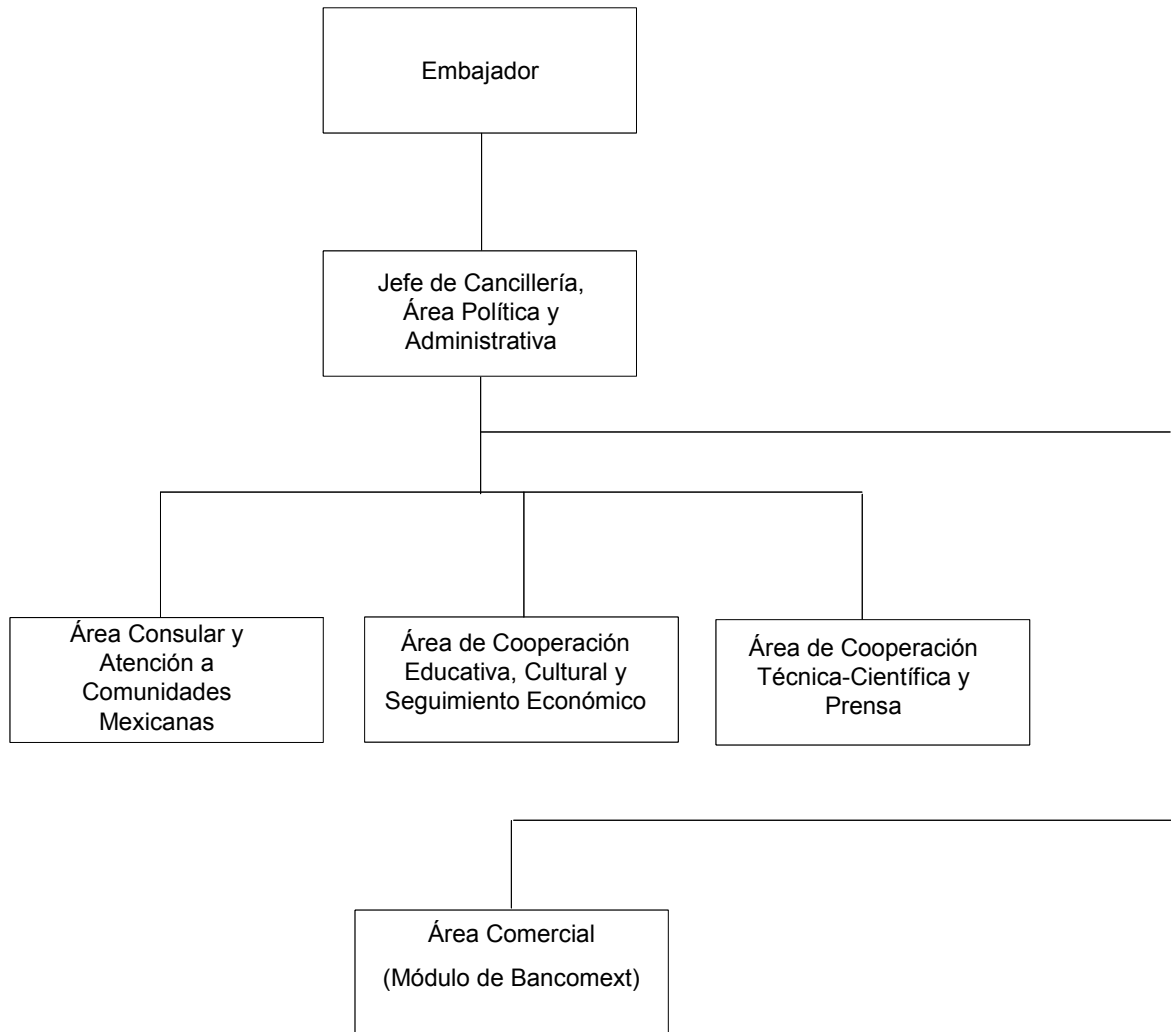 Embajador
Jefe de Cancillería,
Área Política y
Administrativa
Área Consular y
Atención a
Comunidades
Mexicanas
Área de Cooperación
Educativa, Cultural y
Seguimiento Económico
Área de Cooperación
Técnica-Científica y
Prensa
Área Comercial
(Módulo de Bancomext)